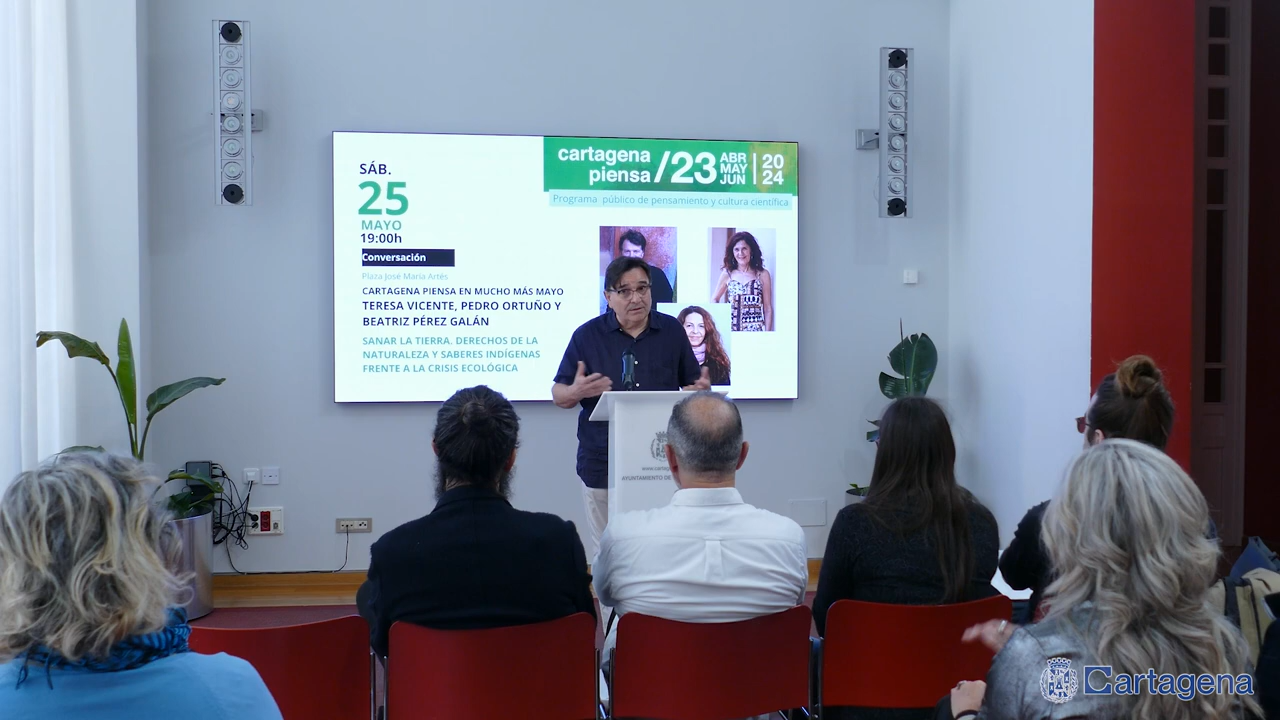 SÁB.
25
MAYO
19:00h
Conversación
Plaza José María Artés
CARTAGENA PIENSA EN MUCHO MÁS MAYO
TERESA VICENTE, PEDRO ORTUÑO Y
BEATRIZ PÉREZ GALÁN
SANAR LA TIERRA. DERECHOS DE LA
NATURALEZA Y SABERES INDÍGENAS
FRENTE A LA CRISIS ECOLÓGICA
cartagena
piensa
/23
ABR
MAY
JUN
20
24
Programa público de pensamiento y cultura científica
AYUNTAMIENTO DE
Cartagena